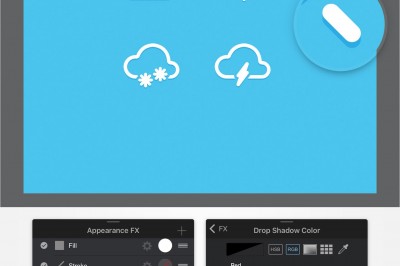 Appearance FX
Fill
Stroke
FX
Drop Shadow Color
HSB
RGB
Red